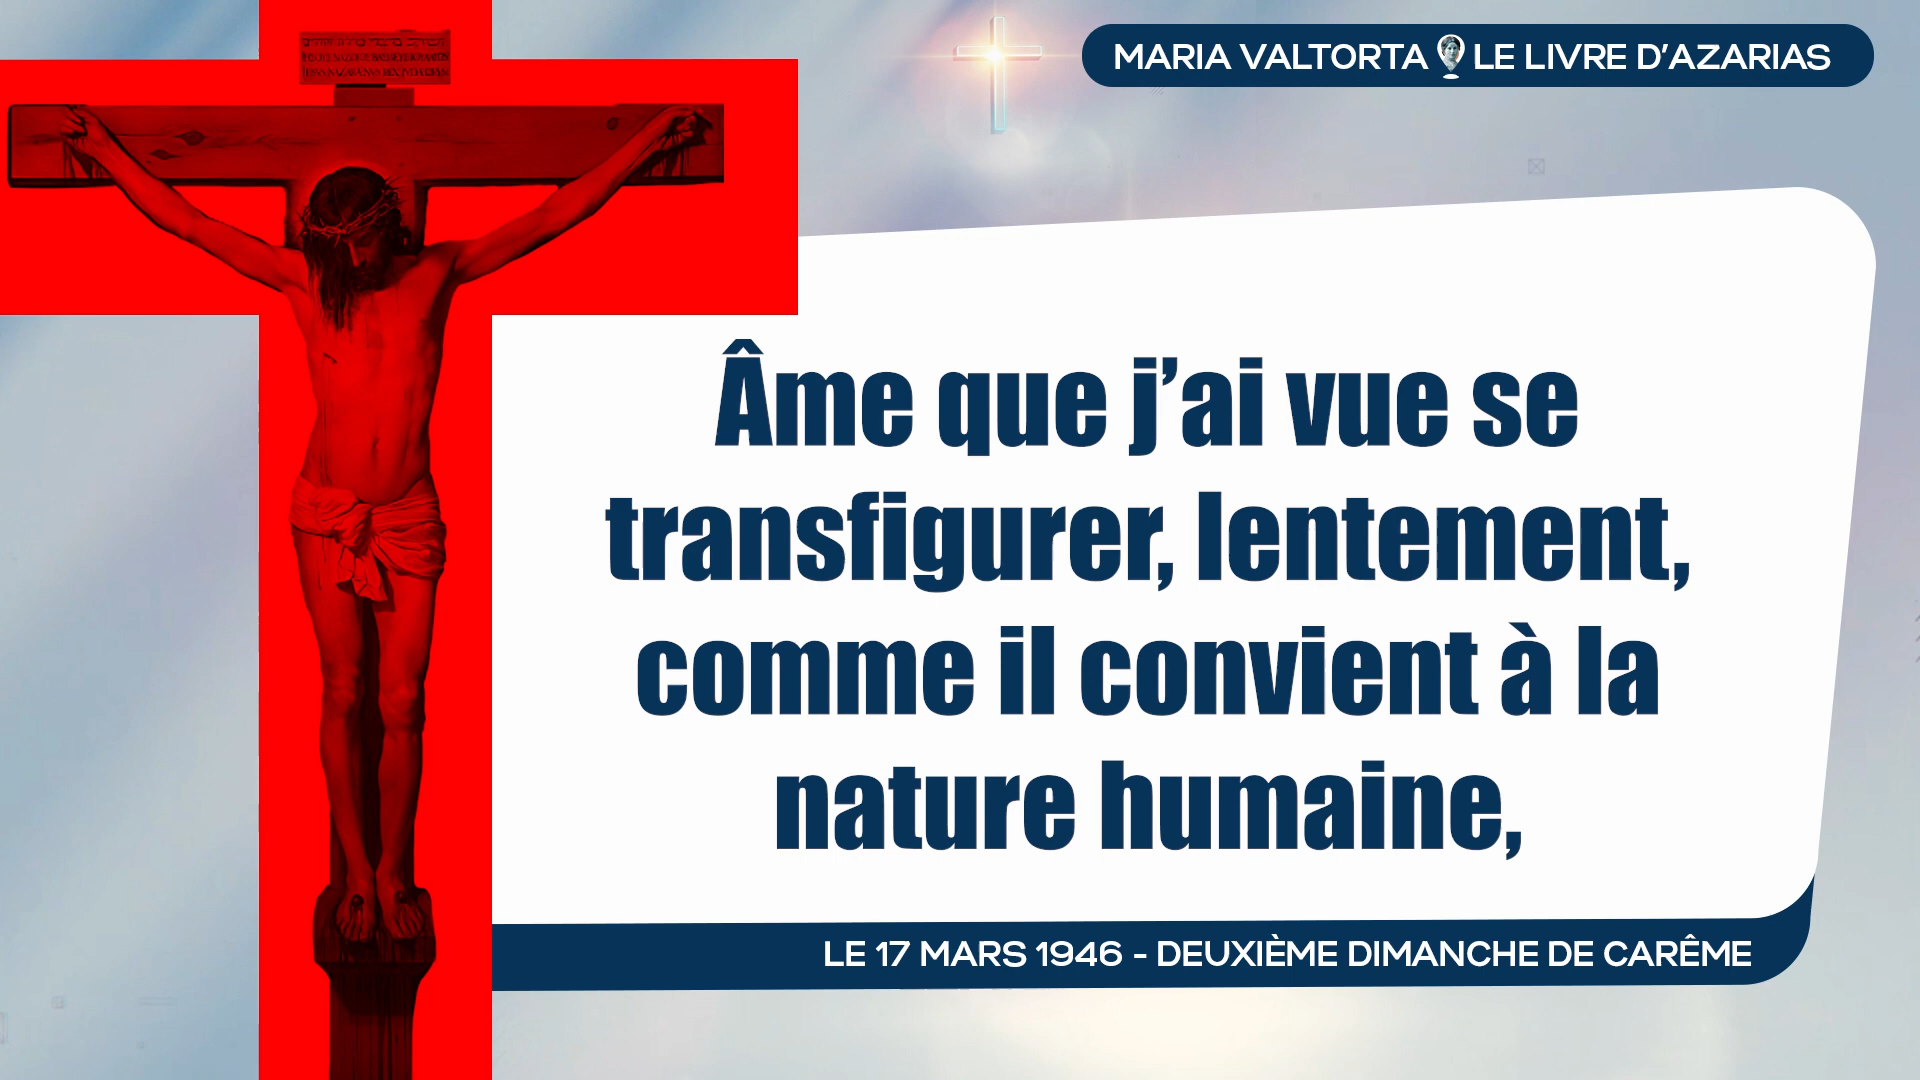 MARIA VALTORTA LE LIVRE D'AZARIAS
Âme que j'ai vue se
transfigurer, lentement,
comme il convient à la
nature humaine,
LE 17 MARS 1946 - DEUXIÈME DIMANCHE DE CARÊME